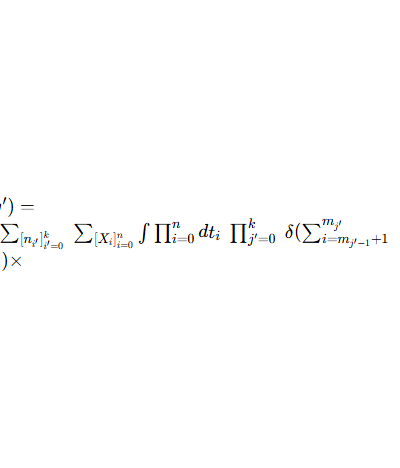 ′) =
∑_{[n_{i′}]_{i′=0}^{k}} ∑_{[X_i]_{i=0}^{n}} ∫ ∏_{i=0}^{n} dt_i ∏_{j′=0}^{k} δ(∑_{i=m_{j′−1}+1}^{m_{j′}}
)×